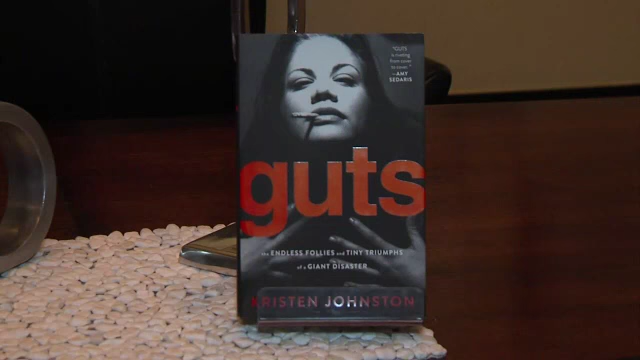 "GUTS
is riveting
from cover
to cover."
—AMY
SEDARIS
guts
the ENDLESS FOLLIES and TINY TRIUMPHS
of a GIANT DISASTER
KRISTEN JOHNSTON